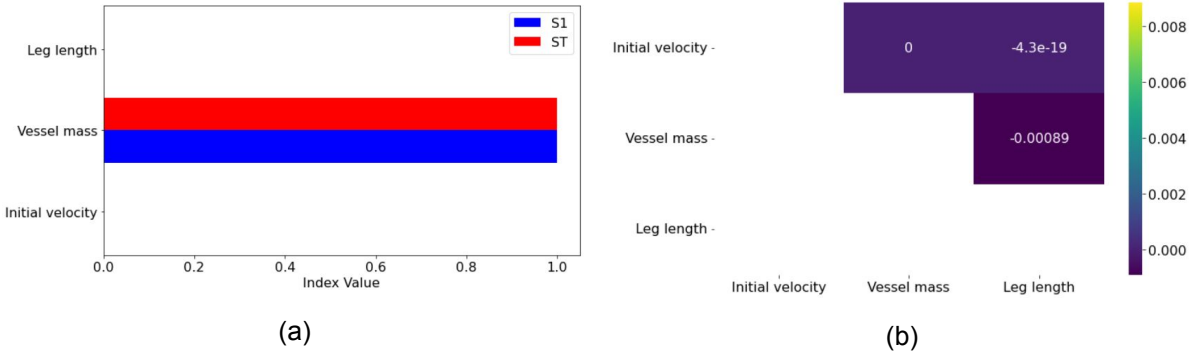 S1
ST
Leg length
Vessel mass
Initial velocity
0.0 0.2 0.4 0.6 0.8 1.0
Index Value
(a)
Initial velocity
0 -4.3e-19
Vessel mass
-0.00089
Leg length
Initial velocity Vessel mass Leg length
0.008
0.006
0.004
0.002
0.000
(b)